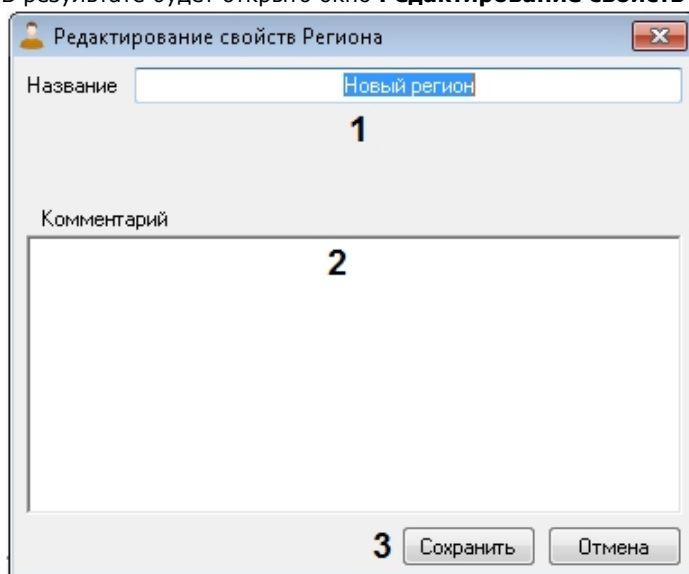 В результате будет открыто окно Редактирование свойств
Редактирование свойств Региона
Название Новый регион
1
Комментарий
2
3 Сохранить Отмена